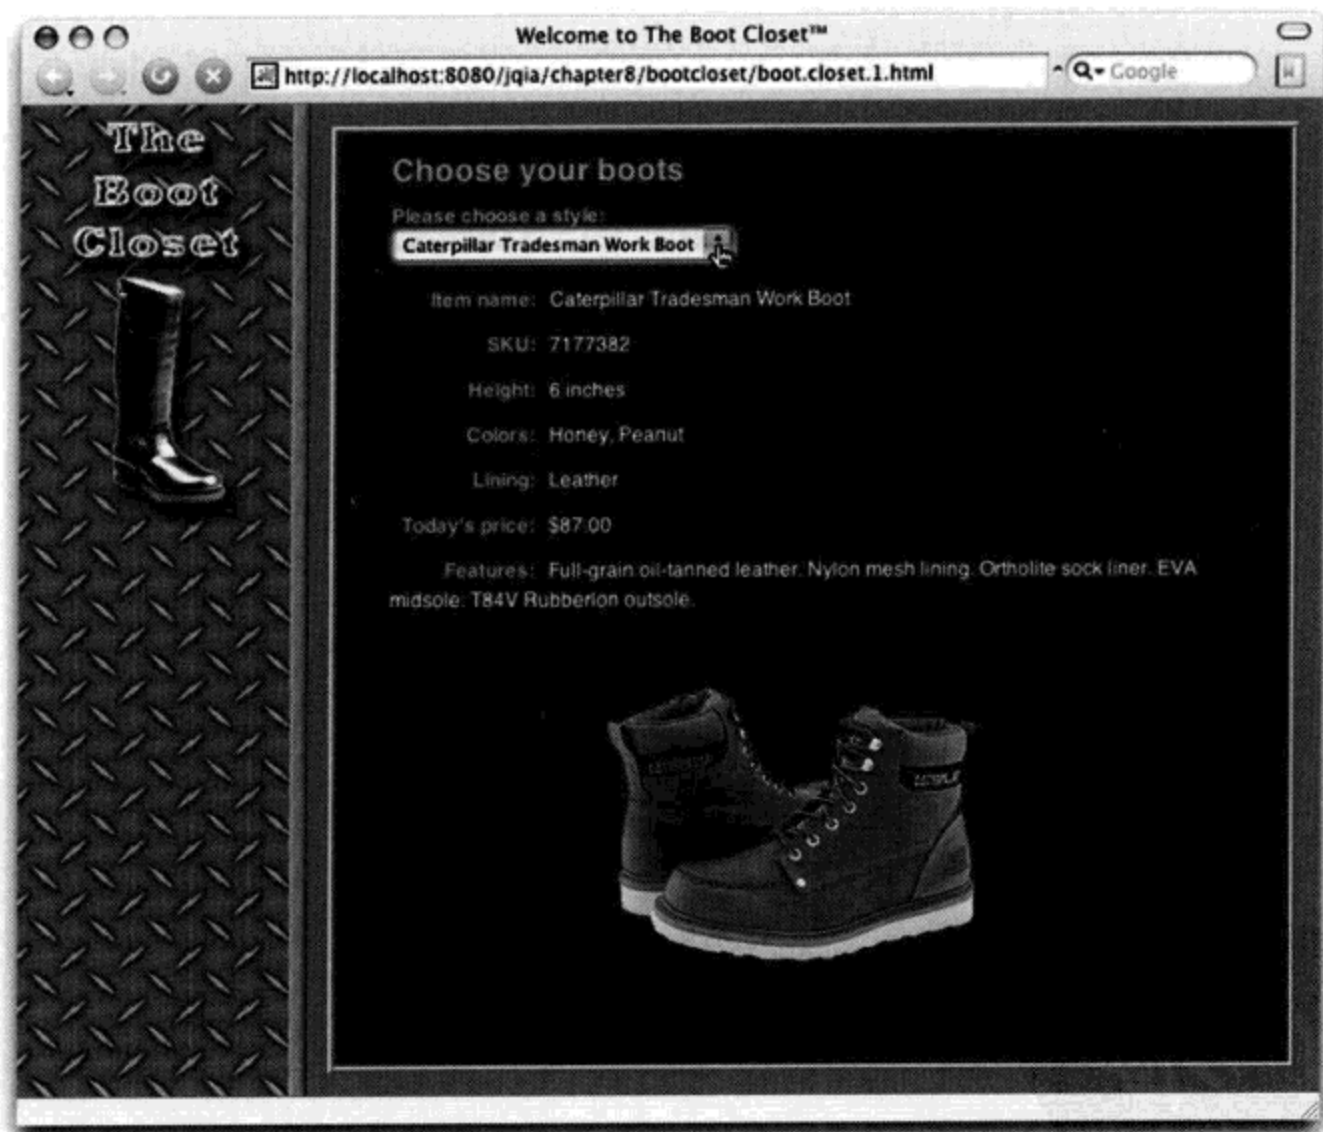 Welcome to The Boot Closet™
http://localhost:8080/jqia/chapter8/bootcloset/boot.closet.1.html
Google
The
Boot
Closet
Choose your boots
Please choose a style:
Caterpillar Tradesman Work Boot
Item name: Caterpillar Tradesman Work Boot
SKU: 7177382
Height: 6 inches
Colors: Honey, Peanut
Lining: Leather
Today's price: $87.00
Features: Full-grain oil-tanned leather. Nylon mesh lining. Ortholite sock liner. EVA
midsole. T84V Rubberlon outsole.